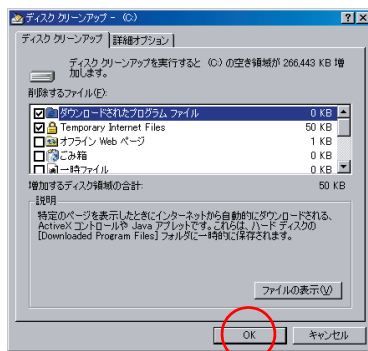 ディスク クリーンアップ - (C:)
ディスク クリーンアップ 詳細オプション
ディスク クリーンアップを実行すると (C:) の空き領域が 266,443 KB 増
加します。
削除するファイル(F):
ダウンロードされたプログラム ファイル 0 KB
Temporary Internet Files 50 KB
オフライン Web ページ 1 KB
ごみ箱 0 KB
一時ファイル 0 KB
増加するディスク領域の合計: 50 KB
説明
特定のページを表示したときにインターネットから自動的にダウンロードされる、
ActiveX コントロールや Java アプレットです。これらは、ハード ディスクの
[Downloaded Program Files] フォルダに一時的に保存されます。
ファイルの表示(V)
OK キャンセル